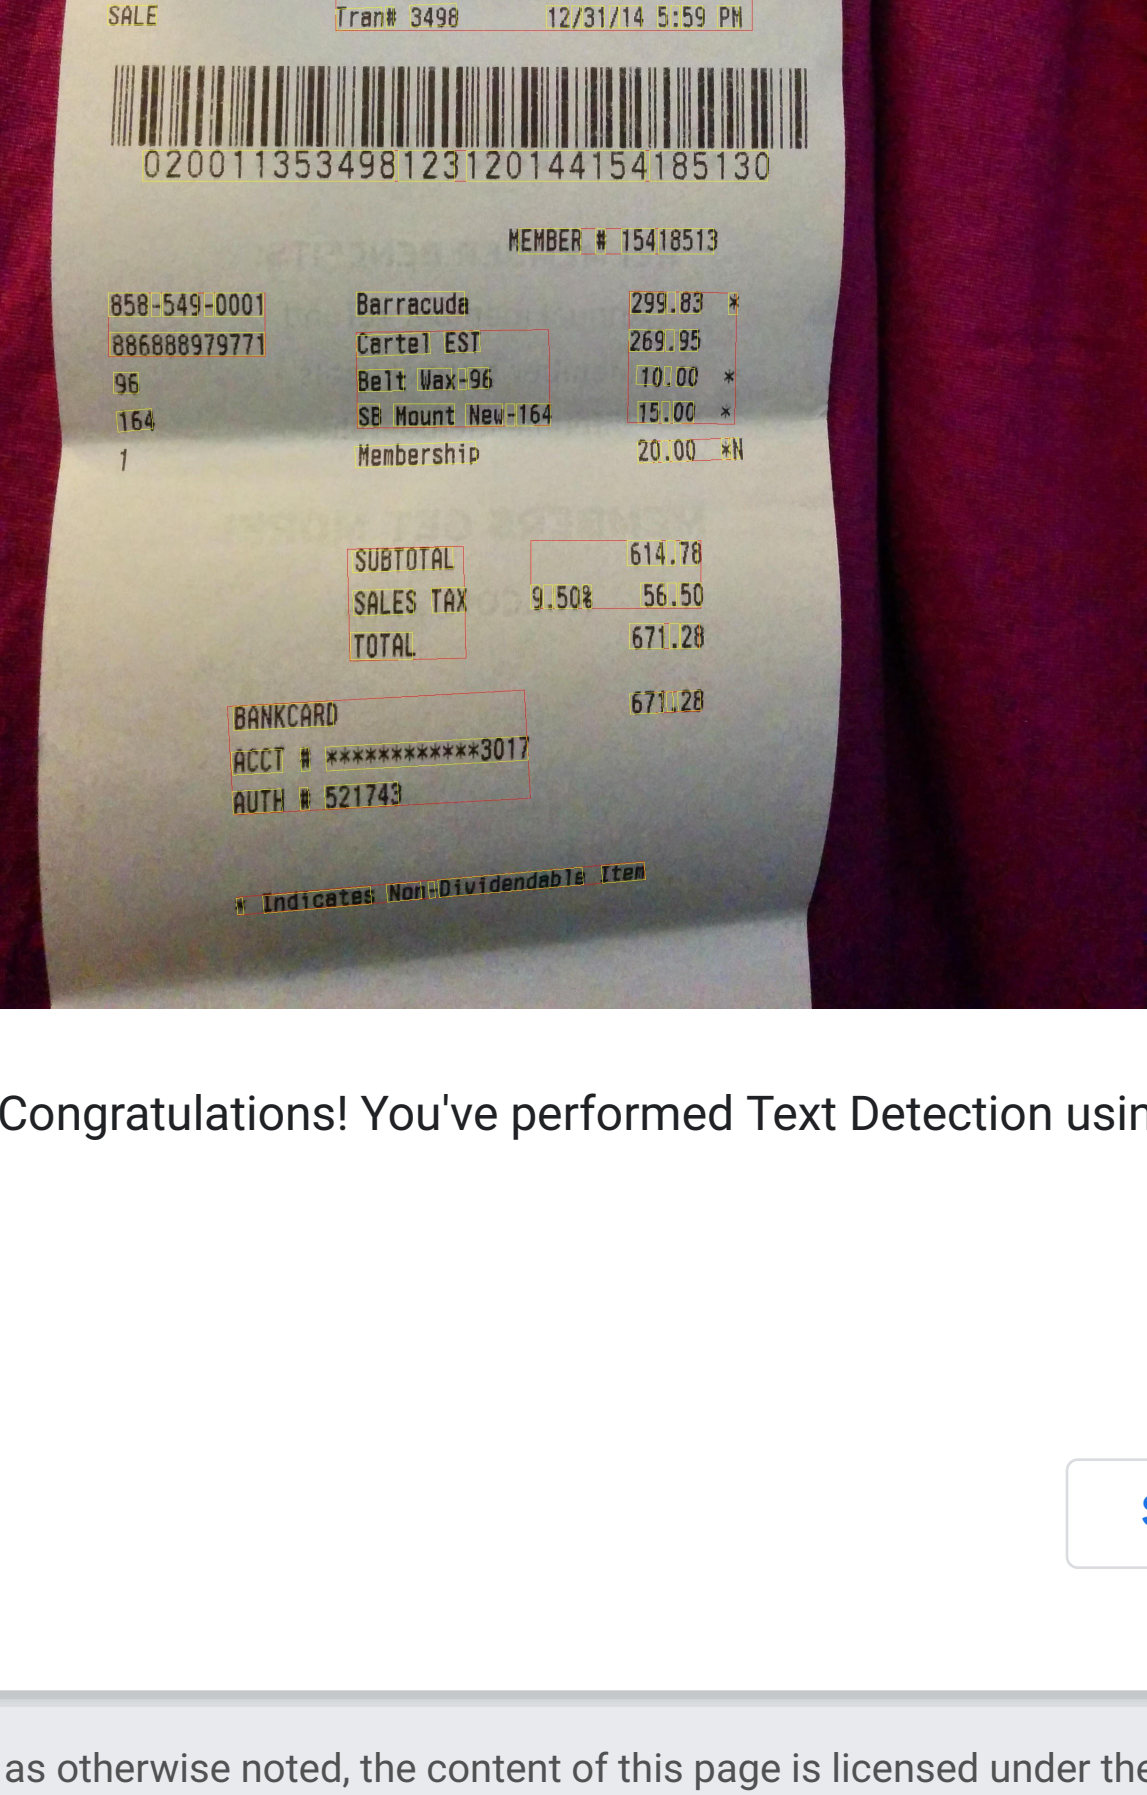 SALE Tran# 3498 12/31/14 5:59 PM
020011353498123120144154185130
MEMBER # 15418513
858-549-0001 Barracuda 299.83 *
886888979771 Cartel EST 269.95
96 Belt Wax-96 10.00 *
164 SB Mount New-164 15.00 *
1 Membership 20.00 *N
SUBTOTAL 614.78
SALES TAX 9.50% 56.50
TOTAL 671.28
BANKCARD 671.28
ACCT # ************3017
AUTH # 521743
* Indicates Non-Dividendable Item
Congratulations! You've performed Text Detection
as otherwise noted, the content of this page is licensed under the